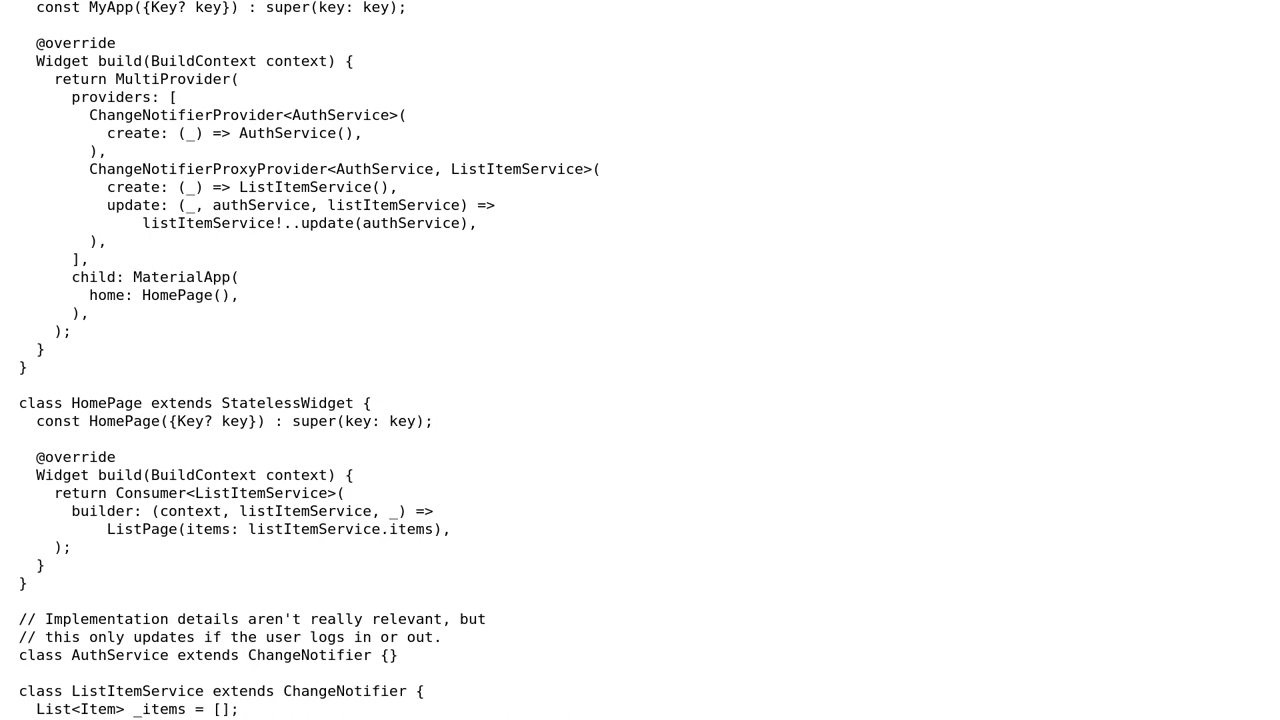 const MyApp({Key? key}) : super(key: key);

  @override
  Widget build(BuildContext context) {
    return MultiProvider(
      providers: [
        ChangeNotifierProvider<AuthService>(
          create: (_) => AuthService(),
        ),
        ChangeNotifierProxyProvider<AuthService, ListItemService>(
          create: (_) => ListItemService(),
          update: (_, authService, listItemService) =>
              listItemService!..update(authService),
        ),
      ],
      child: MaterialApp(
        home: HomePage(),
      ),
    );
  }
}

class HomePage extends StatelessWidget {
  const HomePage({Key? key}) : super(key: key);

  @override
  Widget build(BuildContext context) {
    return Consumer<ListItemService>(
      builder: (context, listItemService, _) =>
          ListPage(items: listItemService.items),
    );
  }
}

// Implementation details aren't really relevant, but
// this only updates if the user logs in or out.
class AuthService extends ChangeNotifier {}

class ListItemService extends ChangeNotifier {
  List<Item> _items = [];